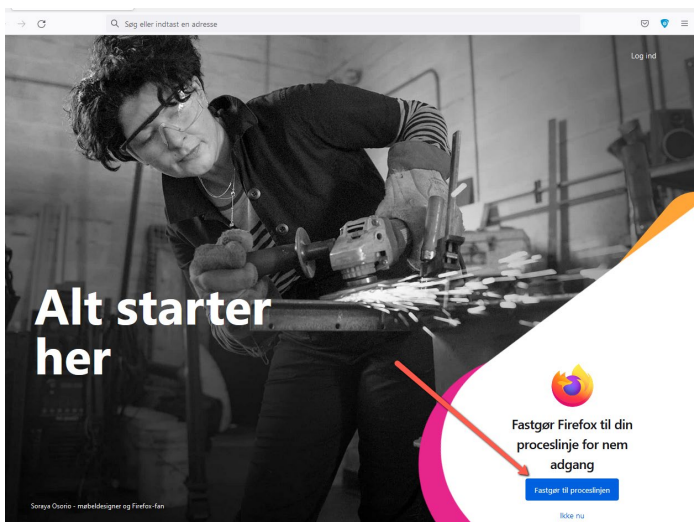 Søg eller indtast en adresse
Log ind
Alt starter
her
Fastgør Firefox til din
proceslinje for nem
adgang
Fastgør til proceslinjen
Ikke nu
Soraya Osorio - møbeldesigner og Firefox-fan